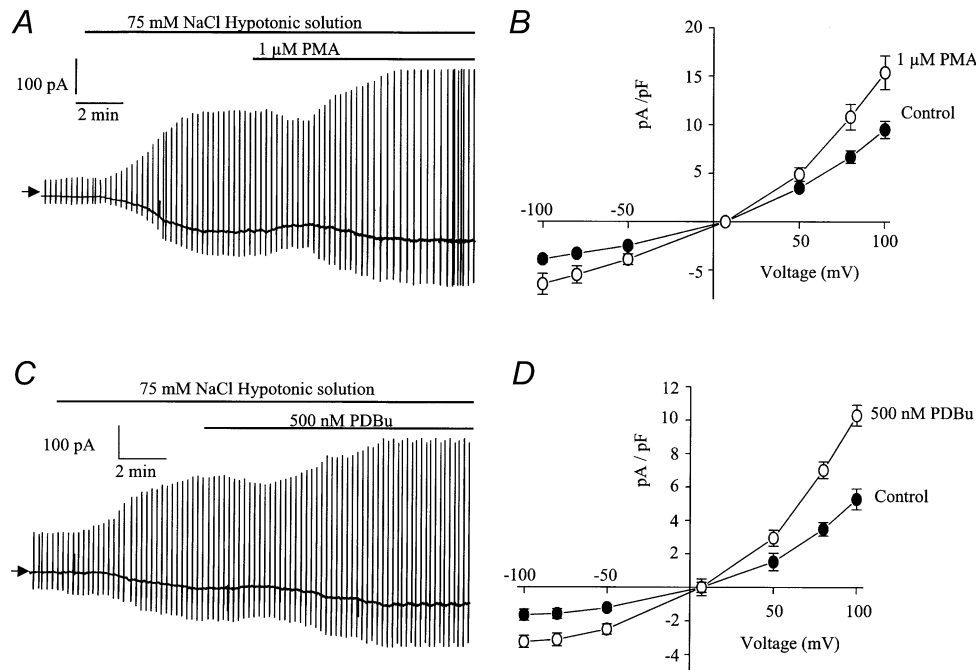 A
75 mM NaCl Hypotonic solution
1 µM PMA
100 pA
2 min
B
pA /pF
20
15
10
5
-5
-100
-50
50
100
Voltage (mV)
1 µM PMA
Control
C
75 mM NaCl Hypotonic solution
500 nM PDBu
100 pA
2 min
D
pA / pF
12
10
8
6
4
2
-2
-4
-100
-50
50
100
Voltage (mV)
500 nM PDBu
Control